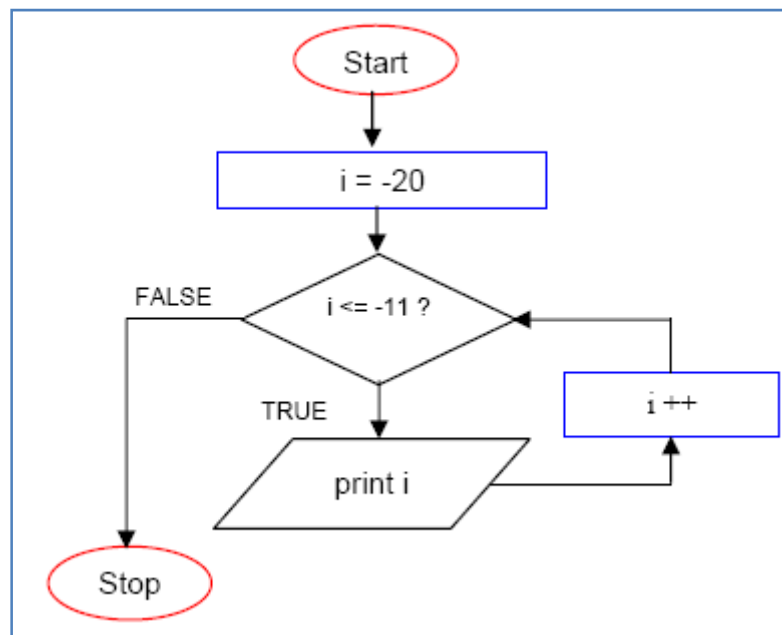 Start
i = -20
i <= -11 ?
FALSE
TRUE
i ++
print i
Stop